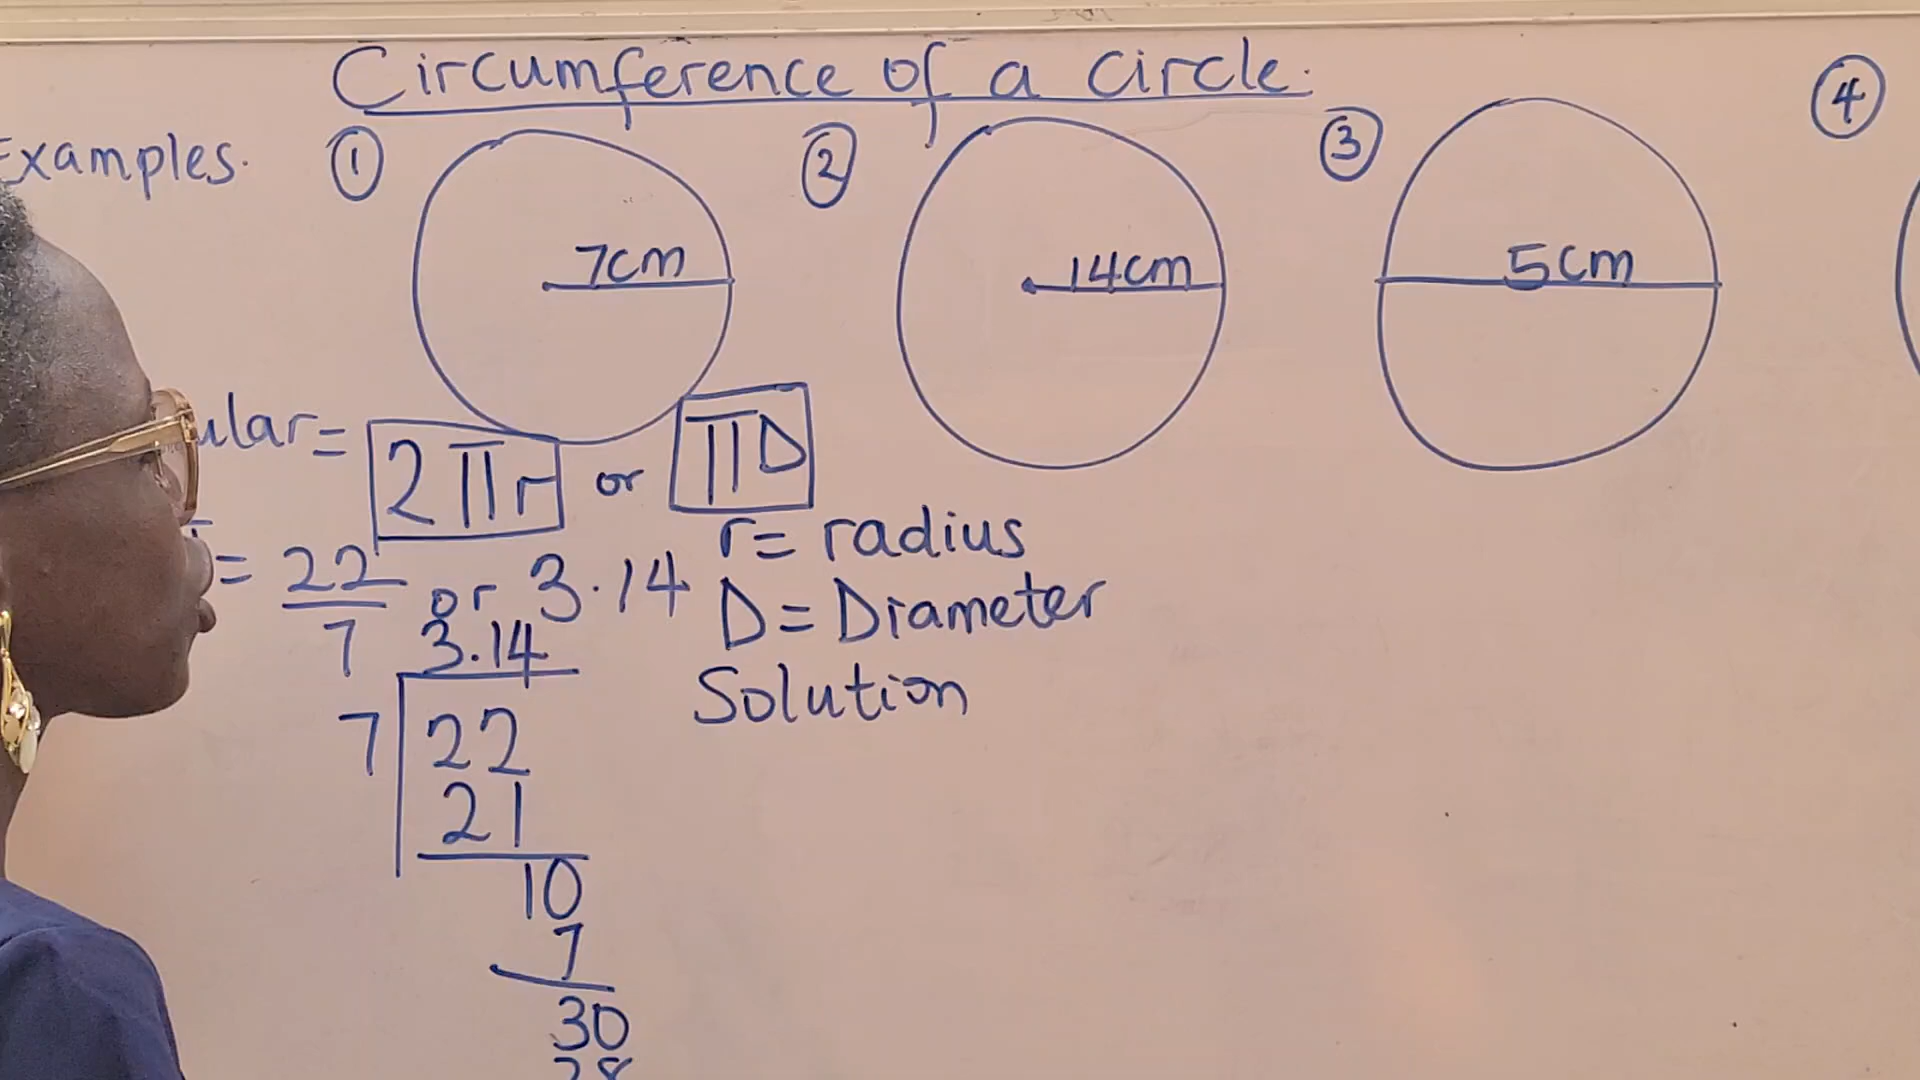 Circumference of a circle.
Examples. ① ② ③ ④
7cm 14cm 5cm
= 2πr or πD
= 22/7 or 3.14
r = radius
D = Diameter
3.14
7 22
21
10
7
30
28
Solution